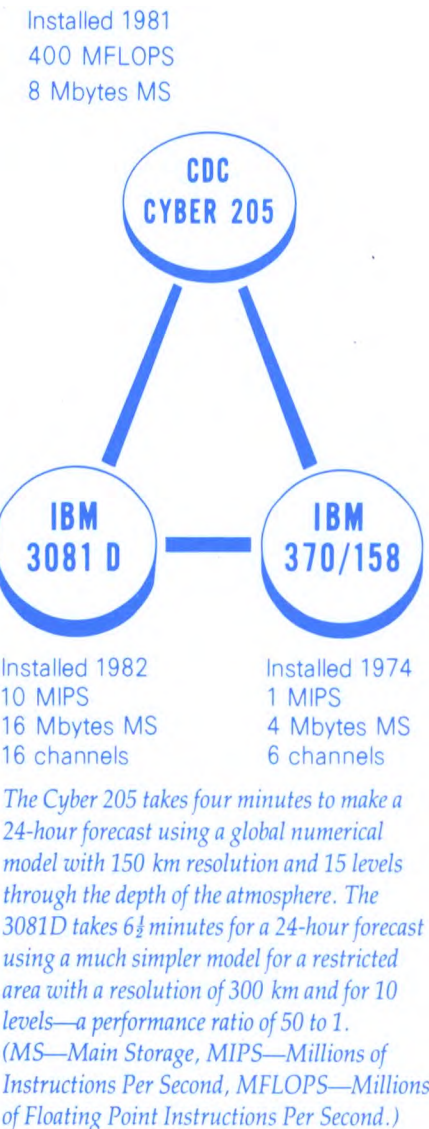 Installed 1981
400 MFLOPS
8 Mbytes MS
CDC
CYBER 205
IBM
3081 D
IBM
370/158
Installed 1982
10 MIPS
16 Mbytes MS
16 channels
Installed 1974
1 MIPS
4 Mbytes MS
6 channels
The Cyber 205 takes four minutes to make a
24-hour forecast using a global numerical
model with 150 km resolution and 15 levels
through the depth of the atmosphere. The
3081D takes 6½ minutes for a 24-hour forecast
using a much simpler model for a restricted
area with a resolution of 300 km and for 10
levels—a performance ratio of 50 to 1.
(MS—Main Storage, MIPS—Millions of
Instructions Per Second, MFLOPS—Millions
of Floating Point Instructions Per Second.)